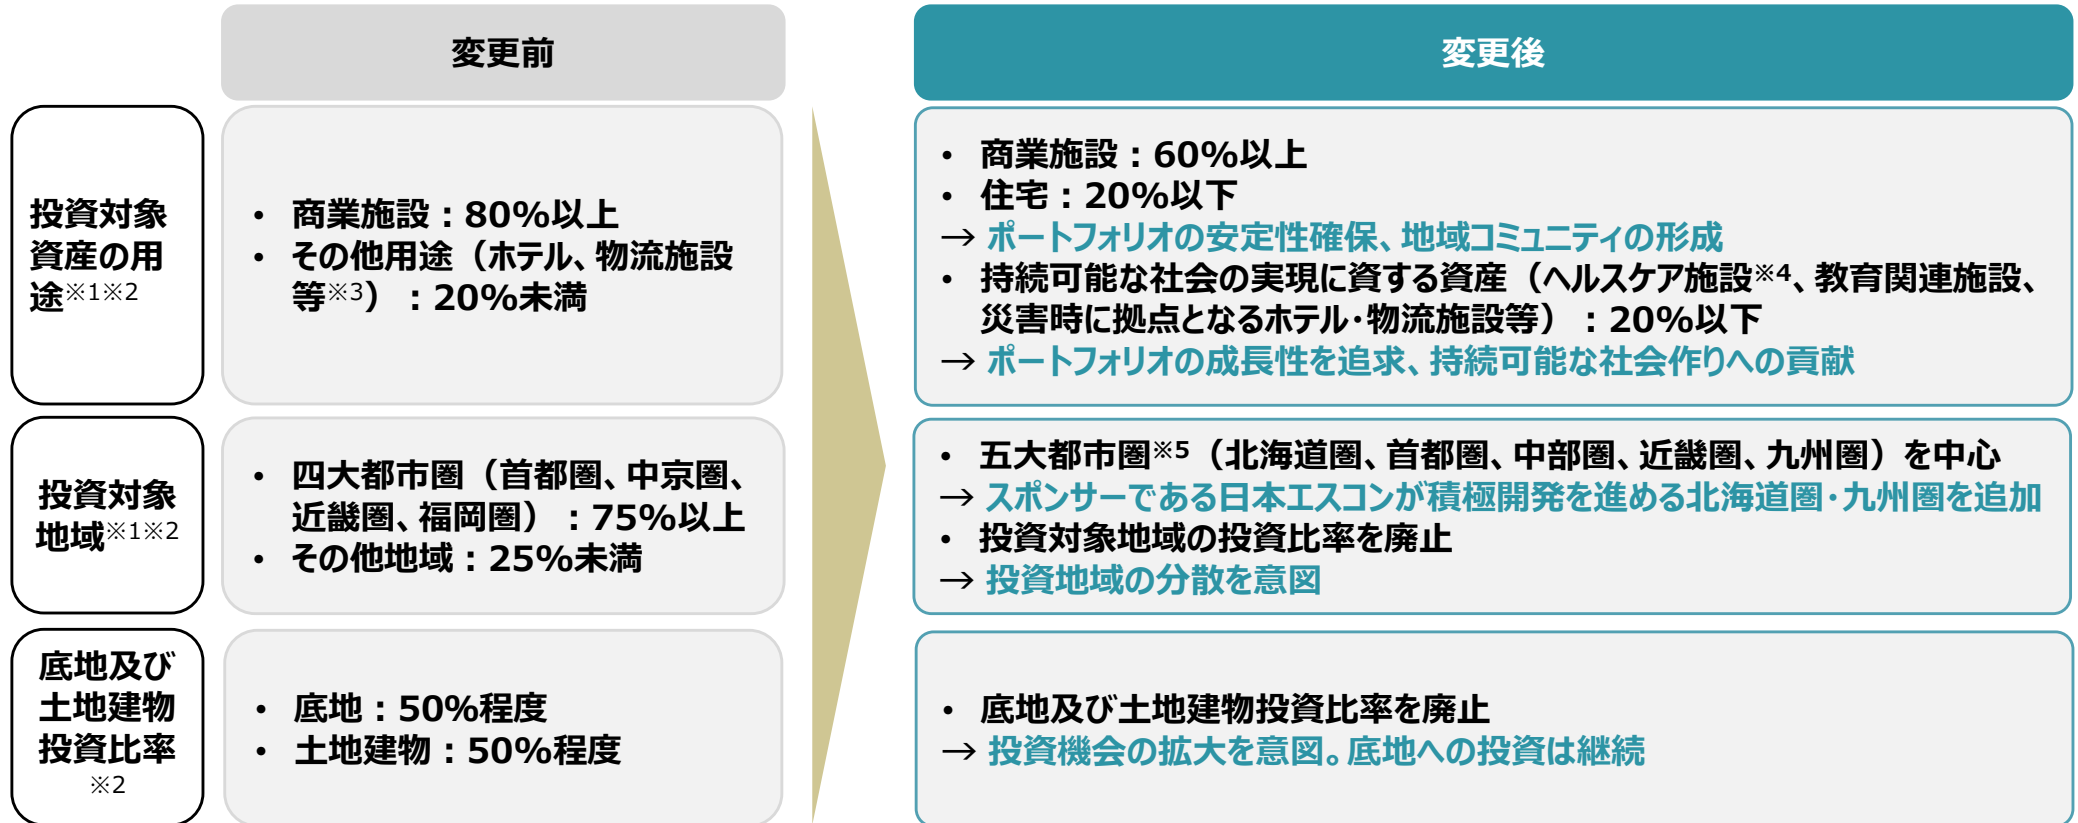 変更前
変更後
投資対象
資産の用
途※1※2
• 商業施設：80%以上
• その他用途（ホテル、物流施設
等※3）：20%未満
• 商業施設：60%以上
• 住宅：20%以下
→ ポートフォリオの安定性確保、地域コミュニティの形成
• 持続可能な社会の実現に資する資産（ヘルスケア施設※4、教育関連施設、
災害時に拠点となるホテル・物流施設等）：20%以下
→ ポートフォリオの成長性を追求、持続可能な社会作りへの貢献
投資対象
地域※1※2
• 四大都市圏（首都圏、中京圏、
近畿圏、福岡圏）：75%以上
• その他地域：25%未満
• 五大都市圏※5（北海道圏、首都圏、中部圏、近畿圏、九州圏）を中心
→ スポンサーである日本エスコンが積極開発を進める北海道圏・九州圏を追加
• 投資対象地域の投資比率を廃止
→ 投資地域の分散を意図
底地及び
土地建物
投資比率
※2
• 底地：50%程度
• 土地建物：50%程度
• 底地及び土地建物投資比率を廃止
→ 投資機会の拡大を意図。底地への投資は継続